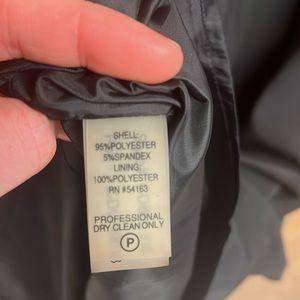 SHELL:
95%POLYESTER
5%SPANDEX
LINING:
100%POLYESTER
RN #54163
PROFESSIONAL
DRY CLEAN ONLY
P